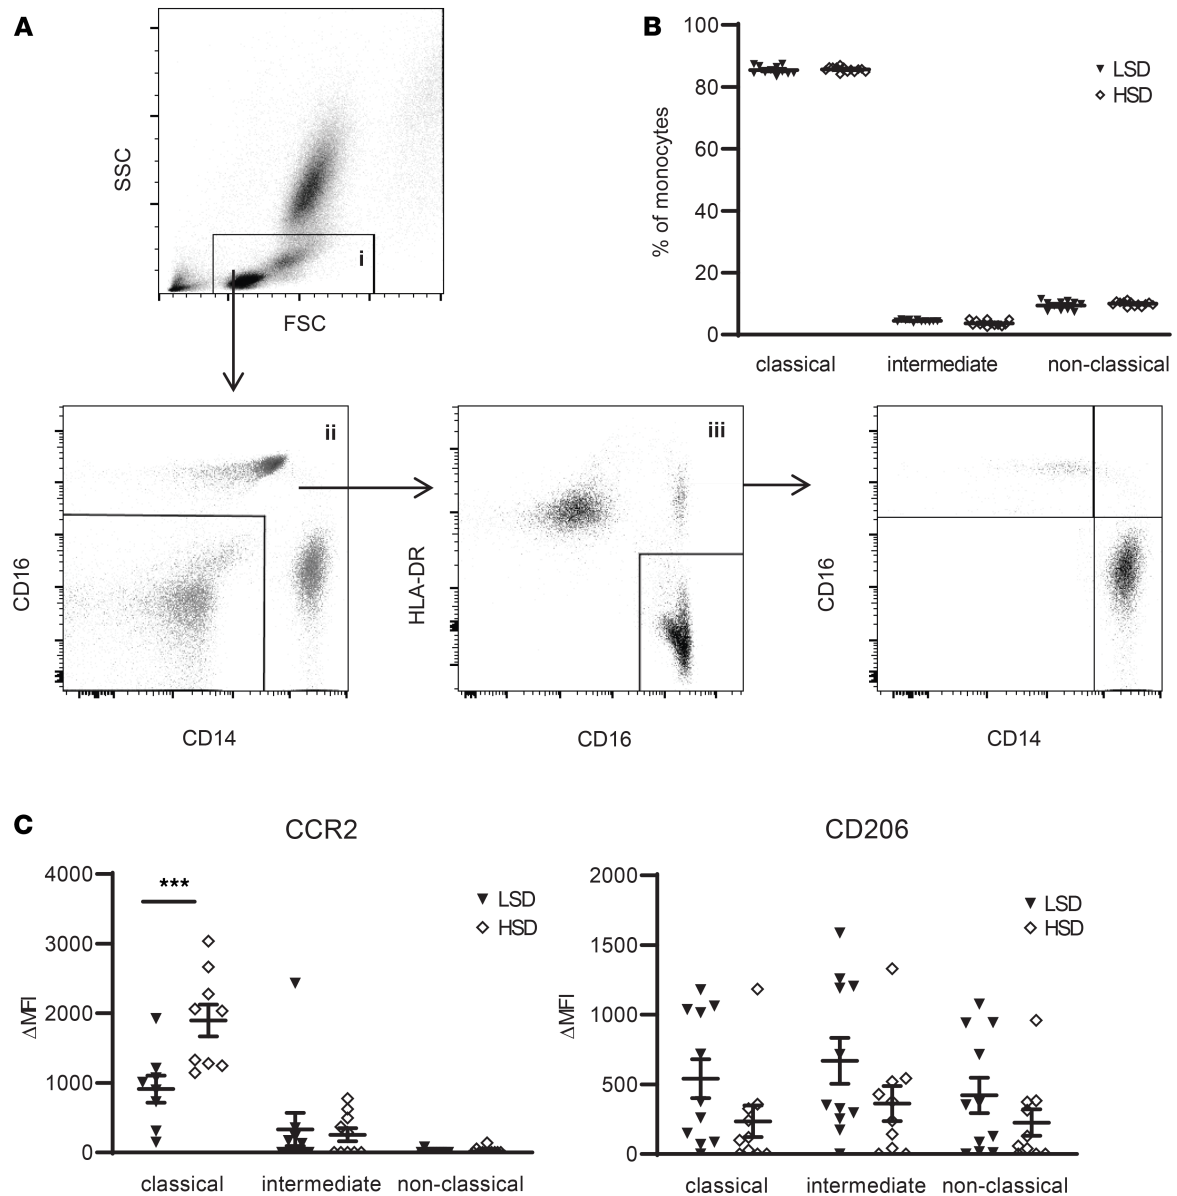 A
SSC
i
FSC
B
% of monocytes
100
80
60
40
20
0
LSD
HSD
classical intermediate non-classical
ii
CD16
CD14
iii
HLA-DR
CD16
CD16
CD14
C
CCR2
ΔMFI
4000
3000
2000
1000
0
***
LSD
HSD
classical intermediate non-classical
CD206
ΔMFI
2000
1500
1000
500
0
LSD
HSD
classical intermediate non-classical